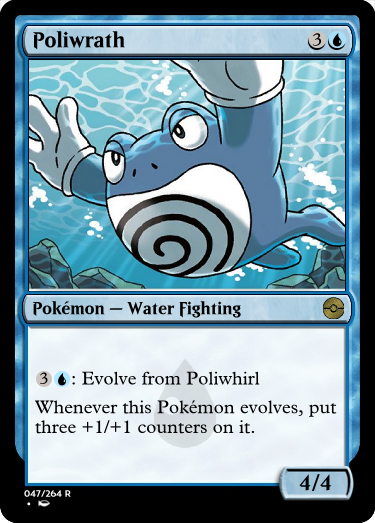 Poliwrath 3
Pokémon — Water Fighting
3 : Evolve from Poliwhirl
Whenever this Pokémon evolves, put
three +1/+1 counters on it.
4/4
047/264 R